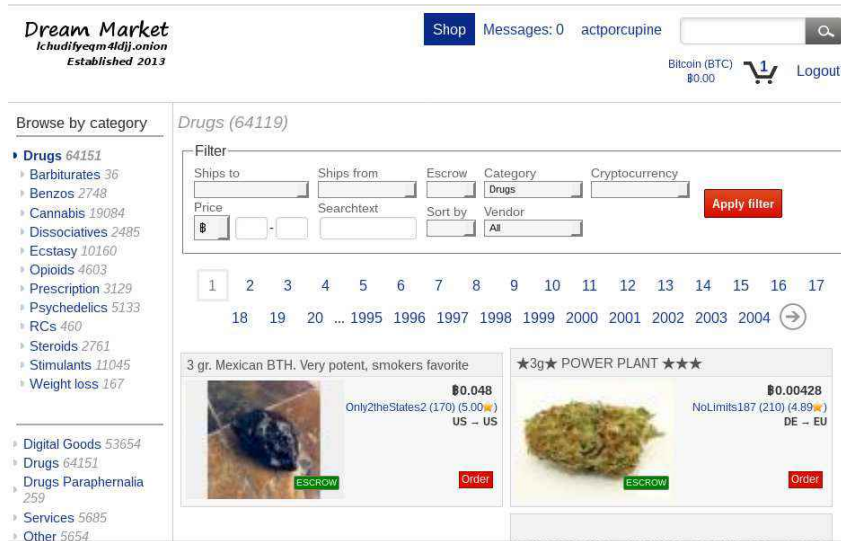 Dream Market
lchudifyeqm4ldjj.onion
Established 2013
Shop Messages: 0 actporcupine
Bitcoin (BTC)
฿0.00
1
Logout
Browse by category
Drugs 64151
Barbiturates 36
Benzos 2748
Cannabis 19084
Dissociatives 2485
Ecstasy 10160
Opioids 4603
Prescription 3129
Psychedelics 5133
RCs 460
Steroids 2761
Stimulants 11045
Weight loss 167
Digital Goods 53654
Drugs 64151
Drugs Paraphernalia
259
Services 5685
Other 5654
Drugs (64119)
Filter
Ships to Ships from Escrow Category Cryptocurrency
Drugs
Price Searchtext Sort by Vendor
฿ - All
Apply filter
1 2 3 4 5 6 7 8 9 10 11 12 13 14 15 16 17
18 19 20 ... 1995 1996 1997 1998 1999 2000 2001 2002 2003 2004
3 gr. Mexican BTH. Very potent, smokers favorite
฿0.048
Only2theStates2 (170) (5.00★)
US → US
ESCROW
Order
★3g★ POWER PLANT ★★★
฿0.00428
NoLimits187 (210) (4.89★)
DE → EU
ESCROW
Order